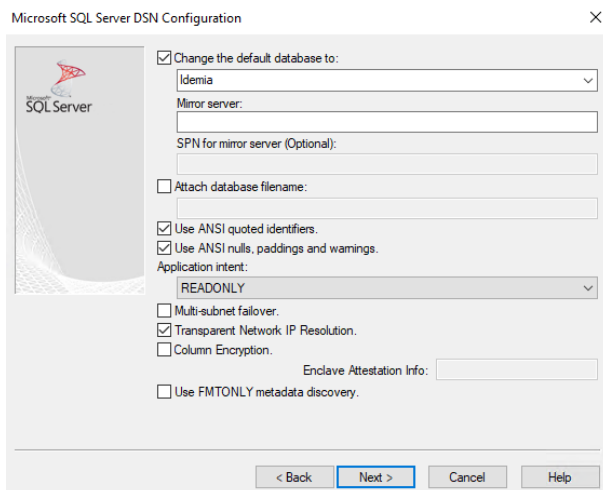 Microsoft SQL Server DSN Configuration
Microsoft
SQL Server
Change the default database to:
Idemia
Mirror server:
SPN for mirror server (Optional):
Attach database filename:
Use ANSI quoted identifiers.
Use ANSI nulls, paddings and warnings.
Application intent:
READONLY
Multi-subnet failover.
Transparent Network IP Resolution.
Column Encryption.
Enclave Attestation Info:
Use FMTONLY metadata discovery.
< Back Next > Cancel Help